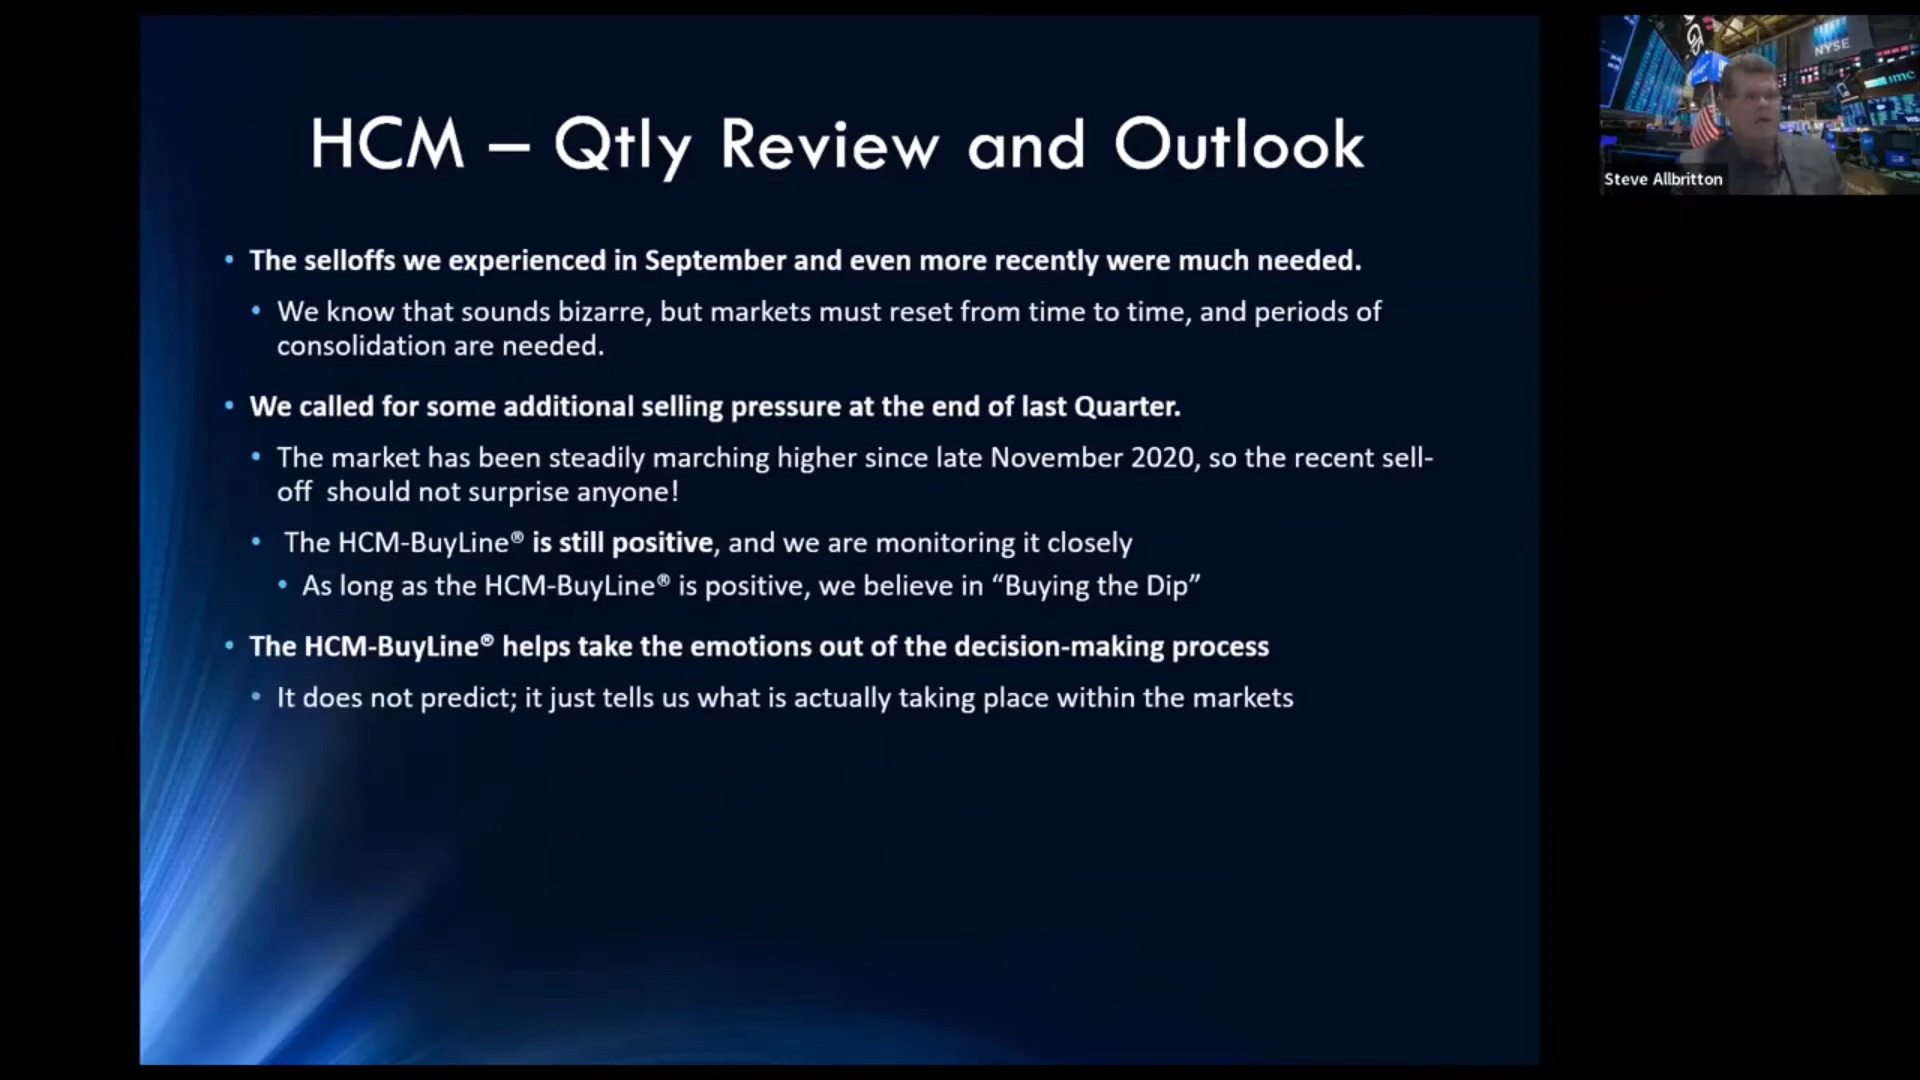 HCM – Qtly Review and Outlook
• The selloffs we experienced in September and even more recently were much needed.
• We know that sounds bizarre, but markets must reset from time to time, and periods of
consolidation are needed.
• We called for some additional selling pressure at the end of last Quarter.
• The market has been steadily marching higher since late November 2020, so the recent sell-
off  should not surprise anyone!
• The HCM-BuyLine® is still positive, and we are monitoring it closely
• As long as the HCM-BuyLine® is positive, we believe in “Buying the Dip”
• The HCM-BuyLine® helps take the emotions out of the decision-making process
• It does not predict; it just tells us what is actually taking place within the markets
NYSE
Steve Allbritton